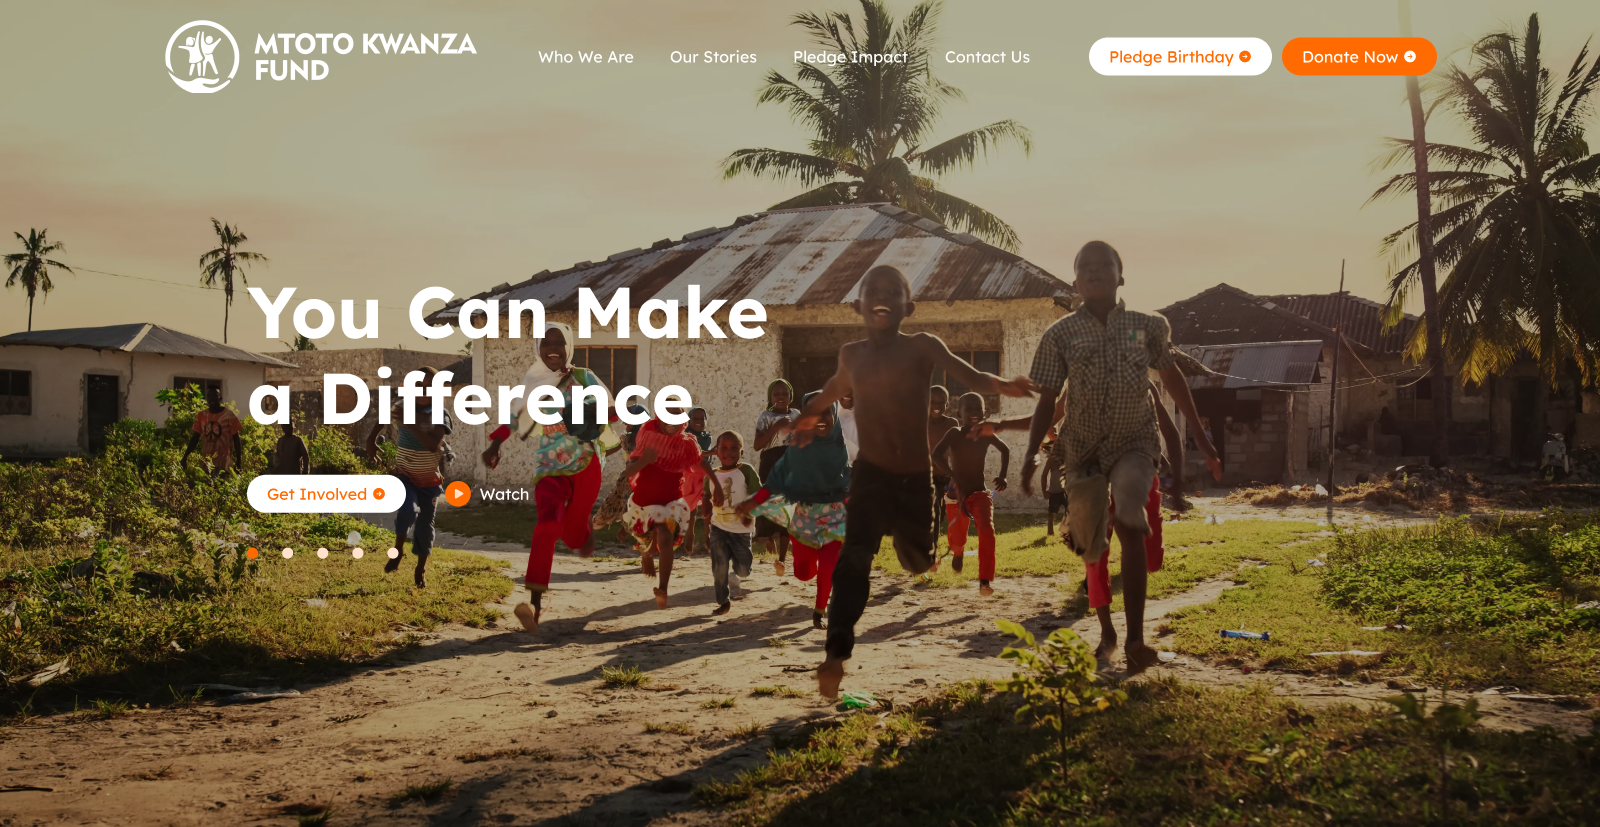 MTOTO KWANZA
FUND
Who We Are
Our Stories
Pledge Impact
Contact Us
Pledge Birthday
Donate Now
You Can Make
a Difference
Get Involved
Watch